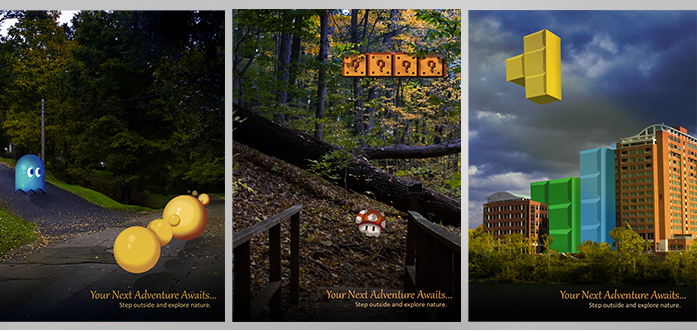 Your Next Adventure Awaits...
Step outside and explore nature.
? ? ? ?
Your Next Adventure Awaits...
Step outside and explore nature.
Your Next Adventure Awaits...
Step outside and explore nature.